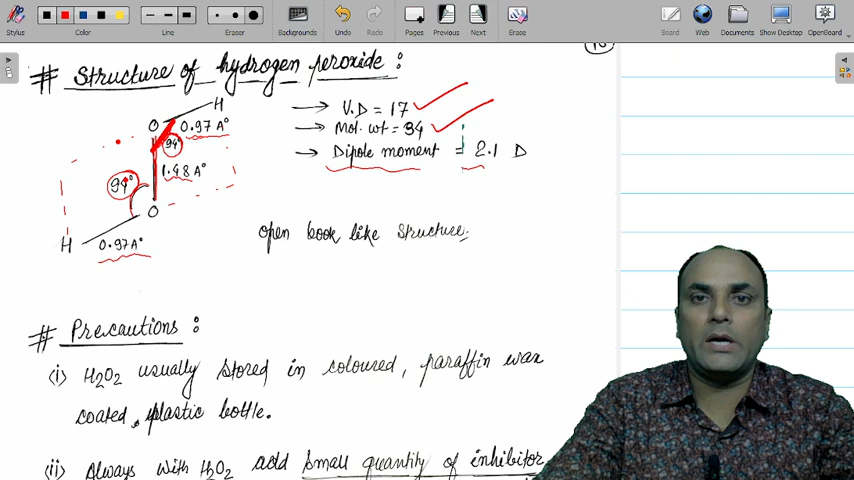 Stylus
Colors
Line
Eraser
Backgrounds
Undo
Redo
Pages
Previous
Next
Erase
Board
Web
Documents
Show Desktop
OpenBoard
# Structure of hydrogen peroxide :
H
O 0.97 A°
94°
1.48 A°
94°
O
H
0.97 A°
→ V.D = 17
→ Mol. wt = 34
→ Dipole moment = 2.1 D
open book like structure.
# Precautions :
(i) H2O2 usually stored in coloured, paraffin wax
coated, plastic bottle.
(ii) Always with H2O2 add small quantity of inhibitor